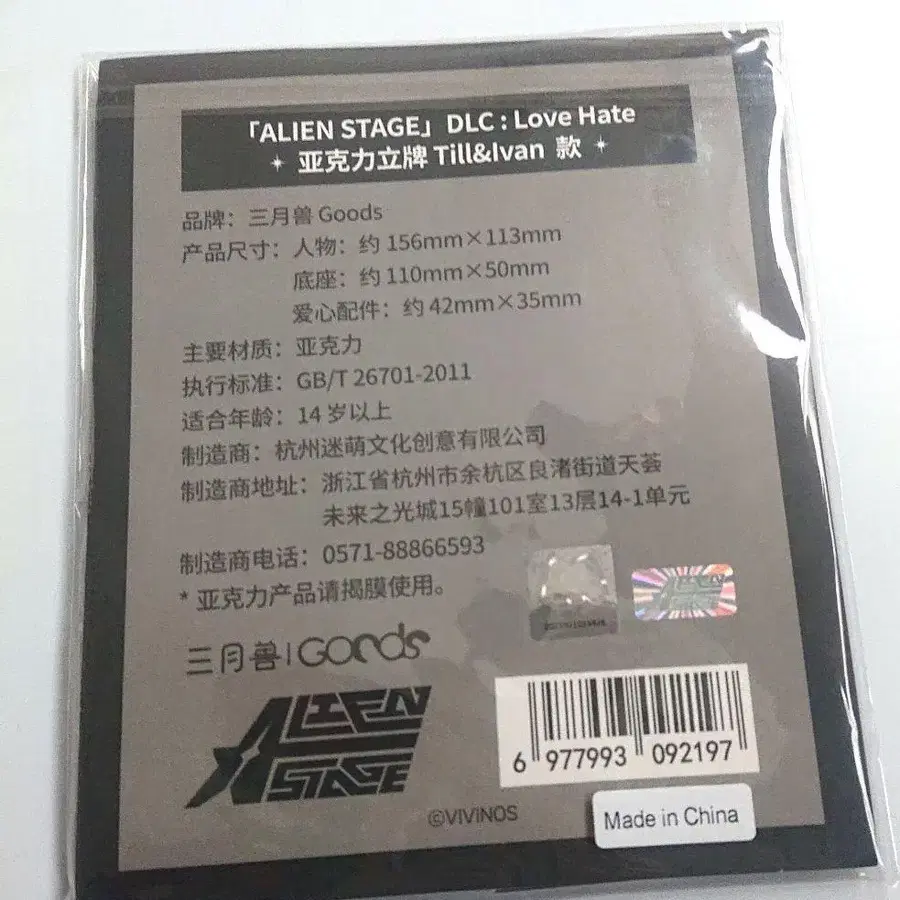 「ALIEN STAGE」DLC : Love Hate
亚克力立牌 Till&Ivan 款
品牌：三月兽 Goods
产品尺寸：人物：约 156mm×113mm
底座：约 110mm×50mm
爱心配件：约 42mm×35mm
主要材质：亚克力
执行标准：GB/T 26701-2011
适合年龄：14 岁以上
制造商：杭州迷萌文化创意有限公司
制造商地址：浙江省杭州市余杭区良渚街道天荟
未来之光城15幢101室13层14-1单元
制造商电话：0571-88866593
* 亚克力产品请揭膜使用。
三月兽 | Goods
ALIEN STAGE
ALIEN
STAGE
6 977993 092197
©VIVINOS
Made in China